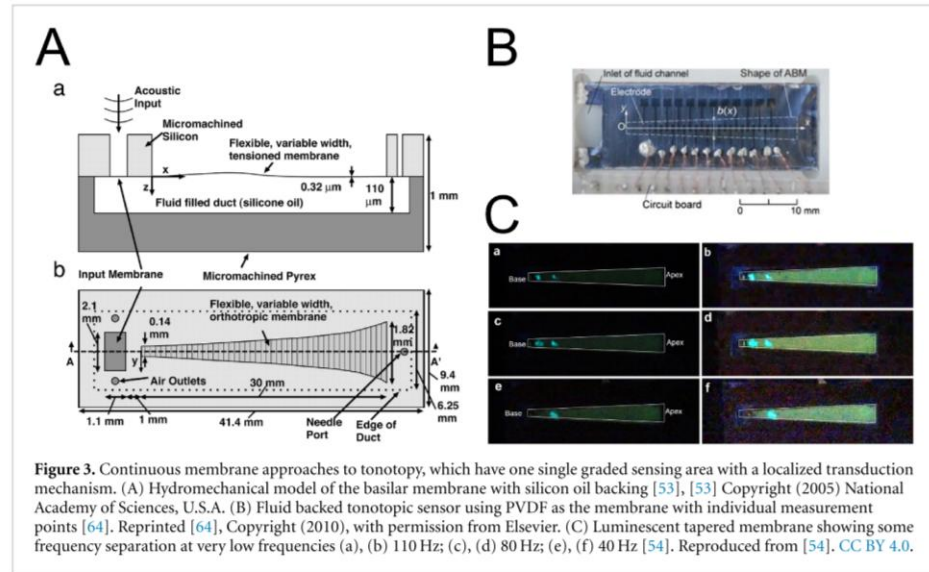 A
a
Acoustic
Input
Micromachined
Silicon
Flexible, variable width,
tensioned membrane
x
z
0.32 μm
110
μm
1 mm
Fluid filled duct (silicone oil)
b
Input Membrane
Micromachined Pyrex
2.1
mm
0.14
mm
Flexible, variable width,
orthotropic membrane
1.82
mm
A
y
A'
Air Outlets
30 mm
9.4
mm
6.25
mm
1.1 mm
1 mm
41.4 mm
Needle
Port
Edge of
Duct
B
Inlet of fluid channel
Shape of ABM
Electrode
y
b(x)
O
Circuit board
0
10 mm
C
a
Base
Apex
b
c
Base
Apex
d
e
Base
Apex
f
Figure 3. Continuous membrane approaches to tonotopy, which have one single graded sensing area with a localized transduction
mechanism. (A) Hydromechanical model of the basilar membrane with silicon oil backing [53], [53] Copyright (2005) National
Academy of Sciences, U.S.A. (B) Fluid backed tonotopic sensor using PVDF as the membrane with individual measurement
points [64]. Reprinted [64], Copyright (2010), with permission from Elsevier. (C) Luminescent tapered membrane showing some
frequency separation at very low frequencies (a), (b) 110 Hz; (c), (d) 80 Hz; (e), (f) 40 Hz [54]. Reproduced from [54]. CC BY 4.0.